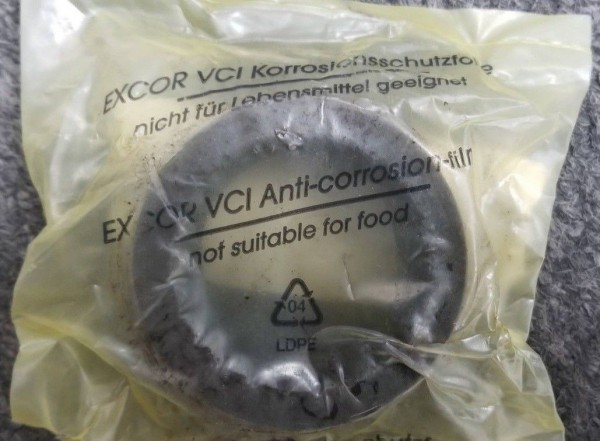 EXCOR VCI Korrosionsschutzfolie
nicht für Lebensmittel geeignet
EXCOR VCI Anti-corrosion-film
not suitable for food
04
LDPE